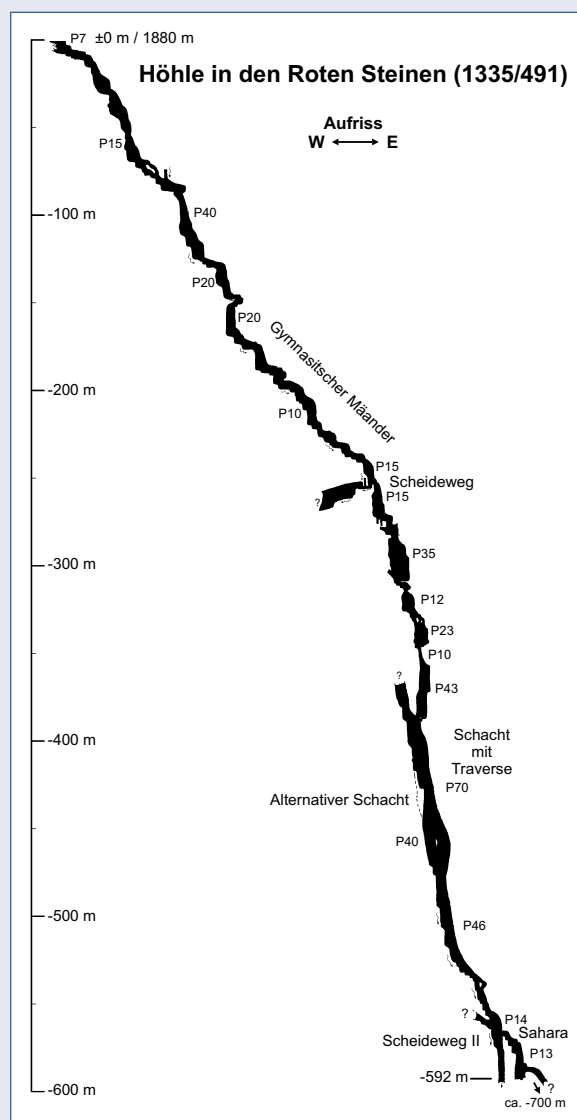 P7 ±0 m / 1880 m
Höhle in den Roten Steinen (1335/491)
Aufriss
W E
P15
-100 m
P40
P20
P20
Gymnasitscher Mäander
-200 m
P10
P15
Scheideweg
P15
?
P35
-300 m
P12
P23
P10
?
P43
-400 m
Schacht
mit
Traverse
P70
Alternativer Schacht
P40
-500 m
P46
?
P14
Sahara
Scheideweg II
P13
-592 m
?
-600 m
ca. -700 m